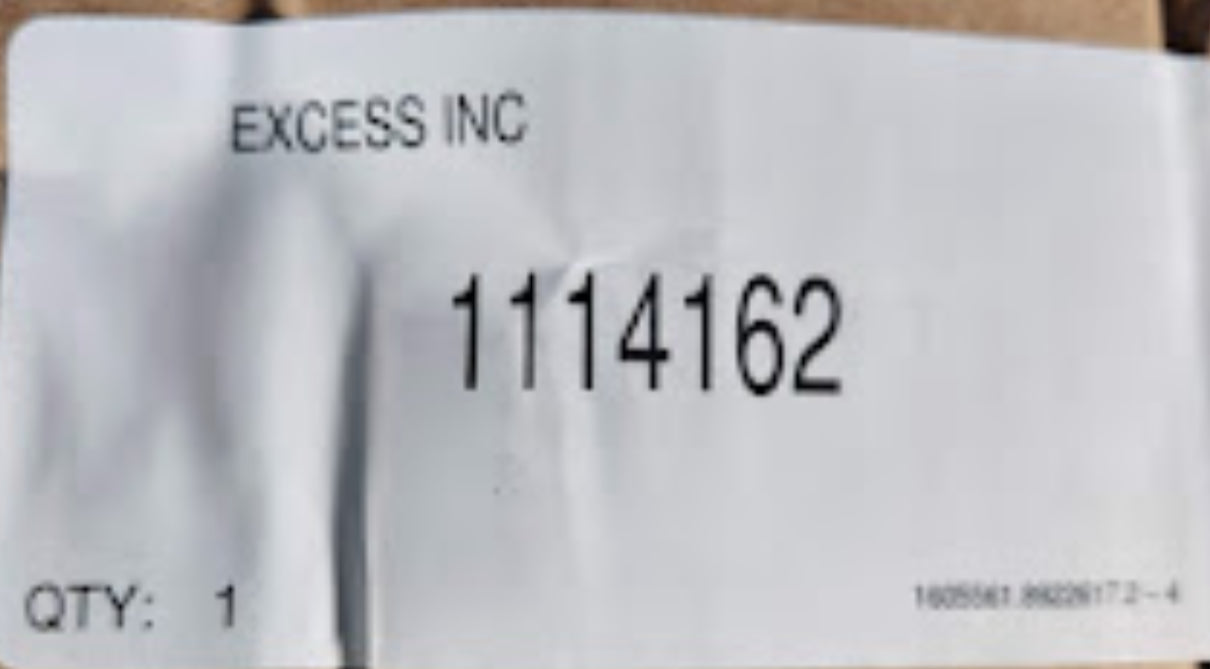 EXCESS INC
1114162
QTY: 1